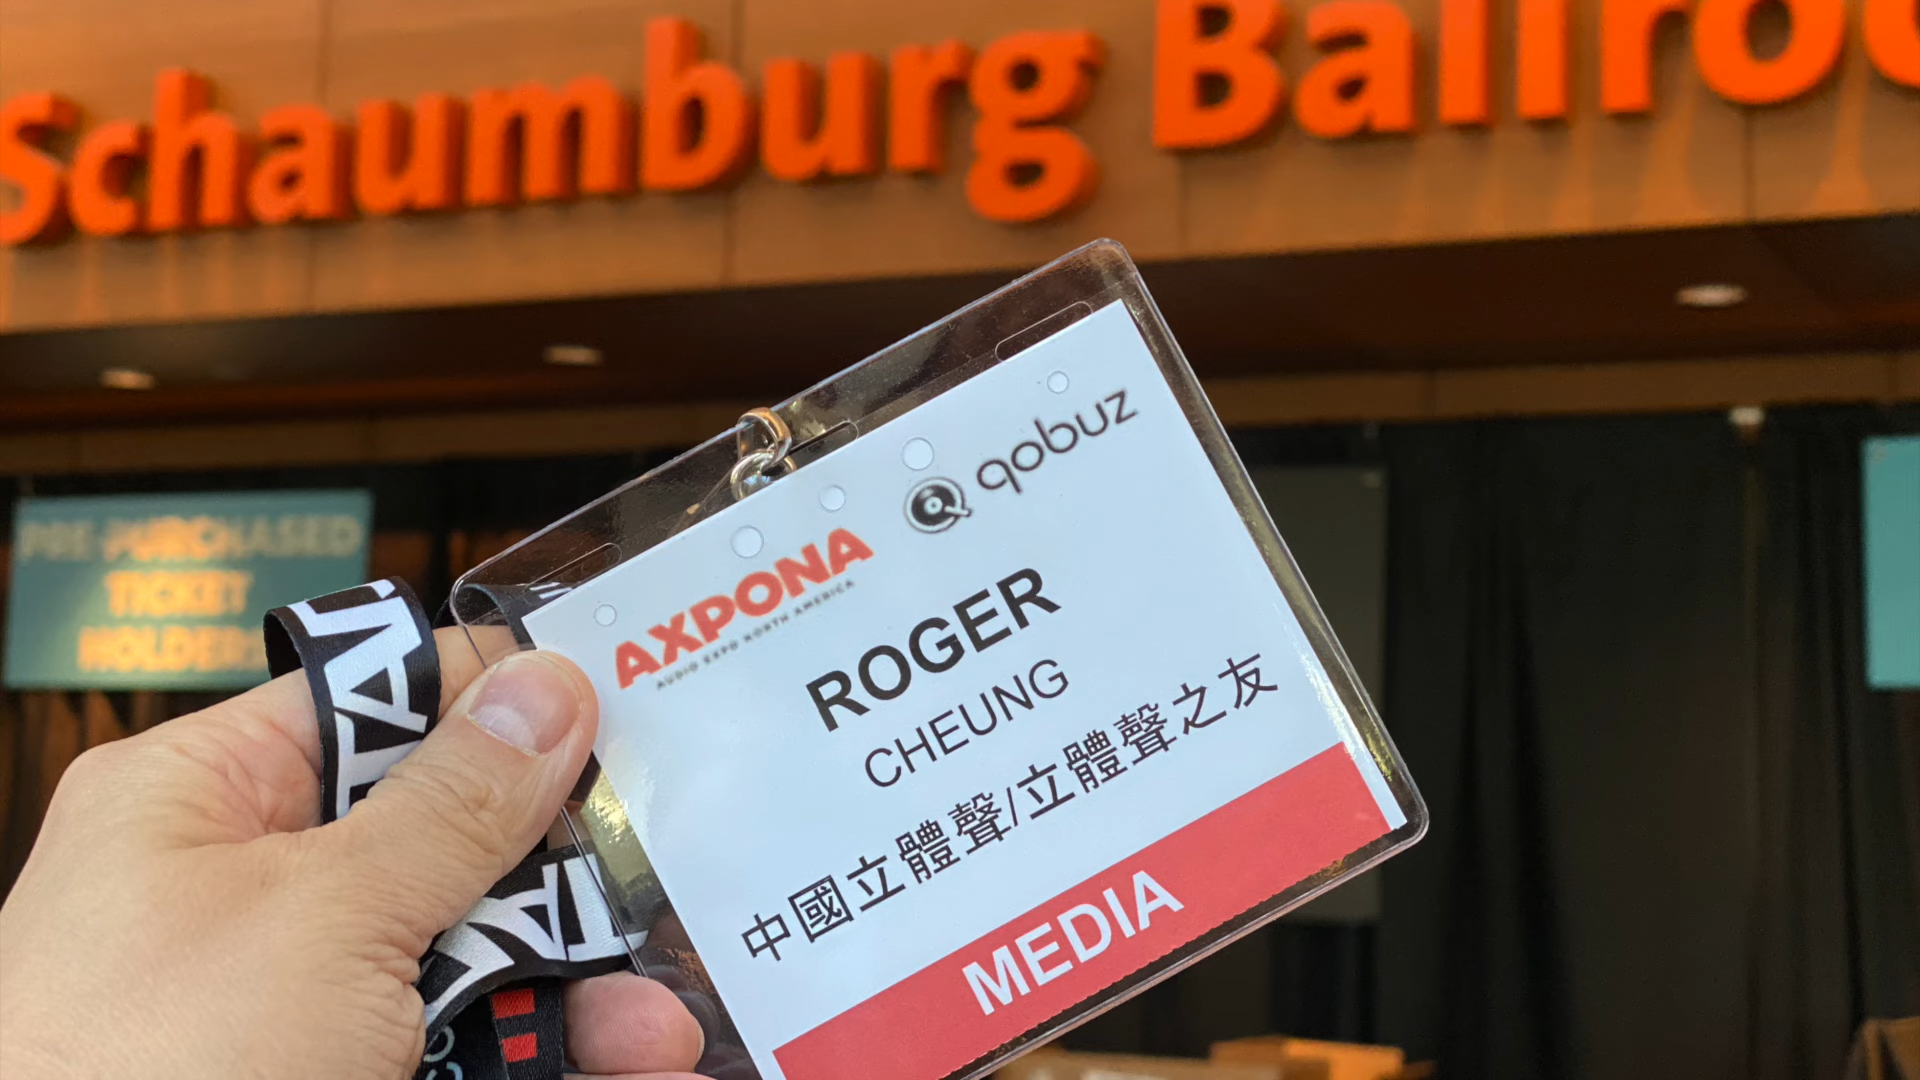 Schaumburg Ballroo
PRE-PURCHASED
TICKET
HOLDERS
qobuz
AXPONA
AUDIO EXPO NORTH AMERICA
ROGER
CHEUNG
中國立體聲/立體聲之友
MEDIA